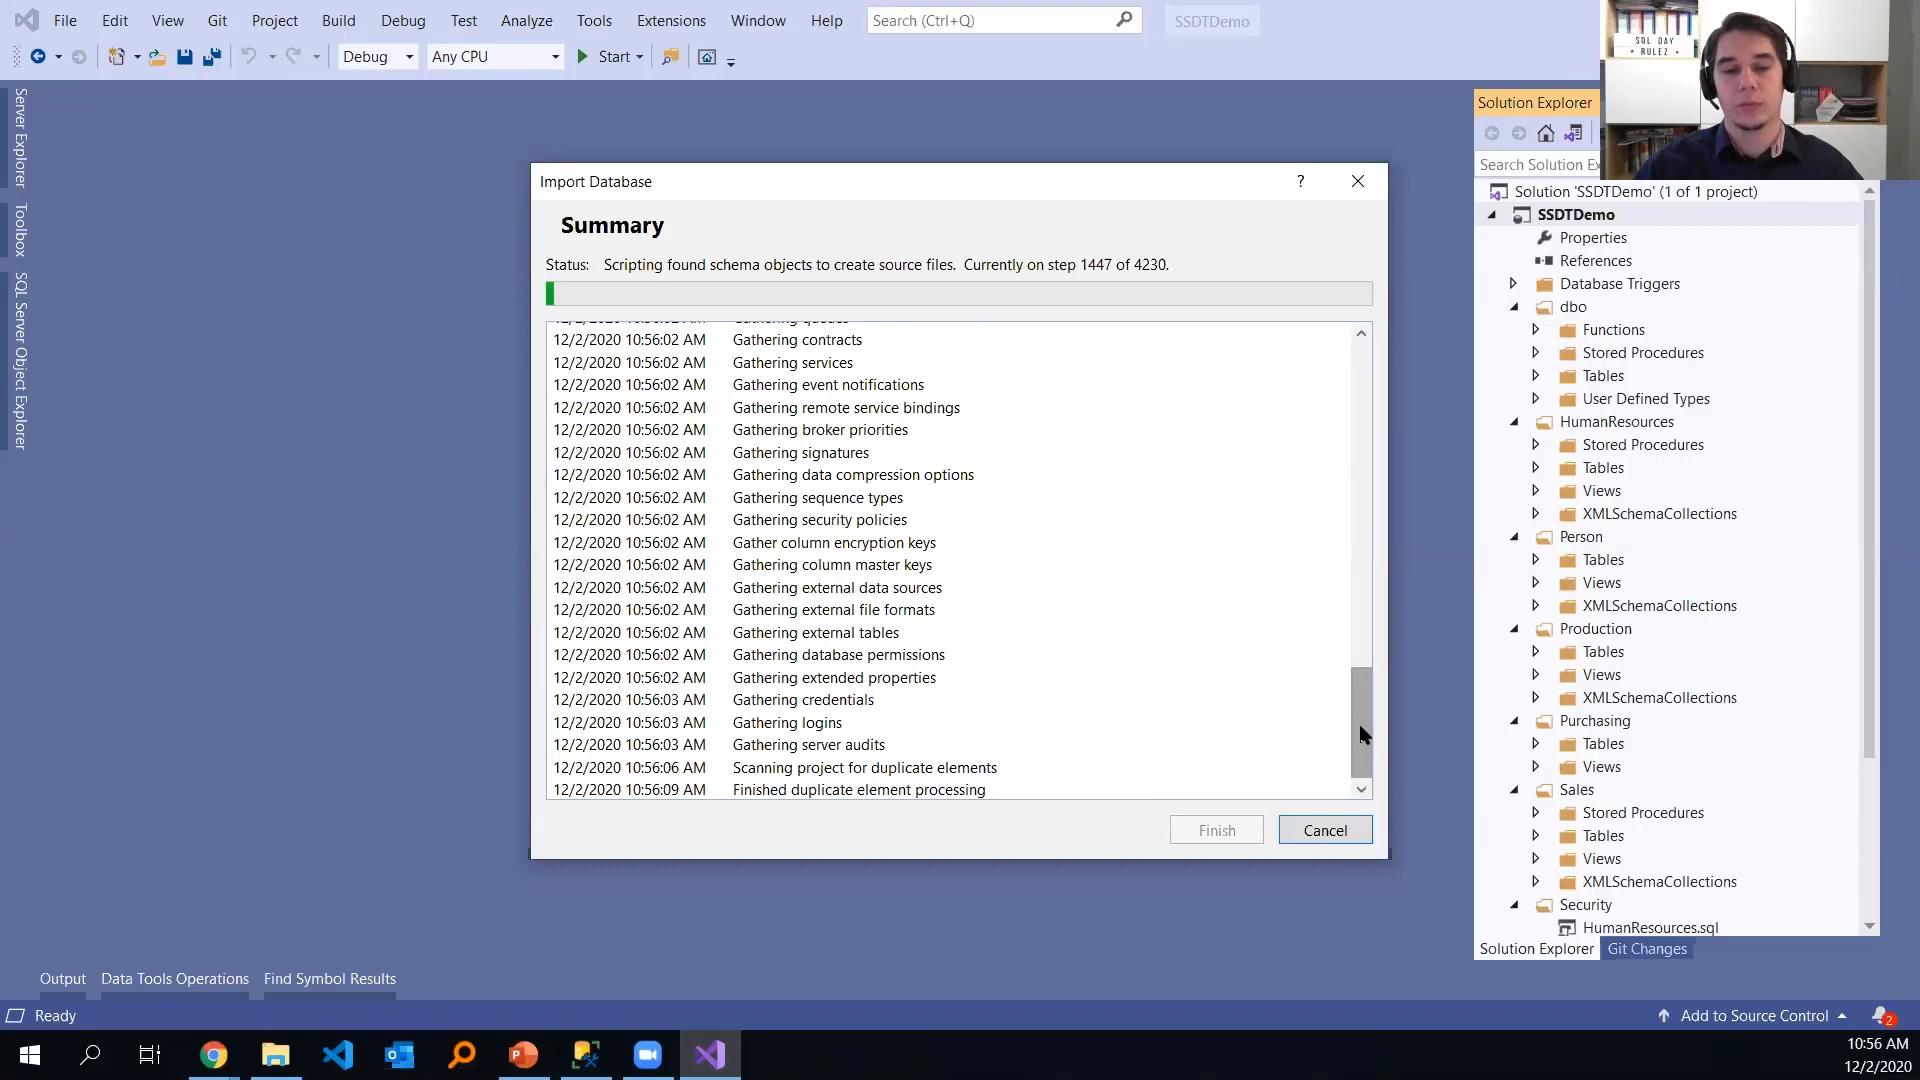 File Edit View Git Project Build Debug Test Analyze Tools Extensions Window Help Search (Ctrl+Q) SSDTDemo
Debug Any CPU Start
SQL DAY
RULEZ
Server Explorer
Toolbox
SQL Server Object Explorer
Import Database ?
Summary
Status: Scripting found schema objects to create source files. Currently on step 1447 of 4230.
12/2/2020 10:56:02 AM Gathering queues
12/2/2020 10:56:02 AM Gathering contracts
12/2/2020 10:56:02 AM Gathering services
12/2/2020 10:56:02 AM Gathering event notifications
12/2/2020 10:56:02 AM Gathering remote service bindings
12/2/2020 10:56:02 AM Gathering broker priorities
12/2/2020 10:56:02 AM Gathering signatures
12/2/2020 10:56:02 AM Gathering data compression options
12/2/2020 10:56:02 AM Gathering sequence types
12/2/2020 10:56:02 AM Gathering security policies
12/2/2020 10:56:02 AM Gather column encryption keys
12/2/2020 10:56:02 AM Gathering column master keys
12/2/2020 10:56:02 AM Gathering external data sources
12/2/2020 10:56:02 AM Gathering external file formats
12/2/2020 10:56:02 AM Gathering external tables
12/2/2020 10:56:02 AM Gathering database permissions
12/2/2020 10:56:02 AM Gathering extended properties
12/2/2020 10:56:03 AM Gathering credentials
12/2/2020 10:56:03 AM Gathering logins
12/2/2020 10:56:03 AM Gathering server audits
12/2/2020 10:56:06 AM Scanning project for duplicate elements
12/2/2020 10:56:09 AM Finished duplicate element processing
Finish Cancel
Solution Explorer
Search Solution Ex
Solution 'SSDTDemo' (1 of 1 project)
SSDTDemo
Properties
References
Database Triggers
dbo
Functions
Stored Procedures
Tables
User Defined Types
HumanResources
Stored Procedures
Tables
Views
XMLSchemaCollections
Person
Tables
Views
XMLSchemaCollections
Production
Tables
Views
XMLSchemaCollections
Purchasing
Tables
Views
Sales
Stored Procedures
Tables
Views
XMLSchemaCollections
Security
HumanResources.sql
Solution Explorer Git Changes
Output Data Tools Operations Find Symbol Results
Ready Add to Source Control 2
10:56 AM
12/2/2020